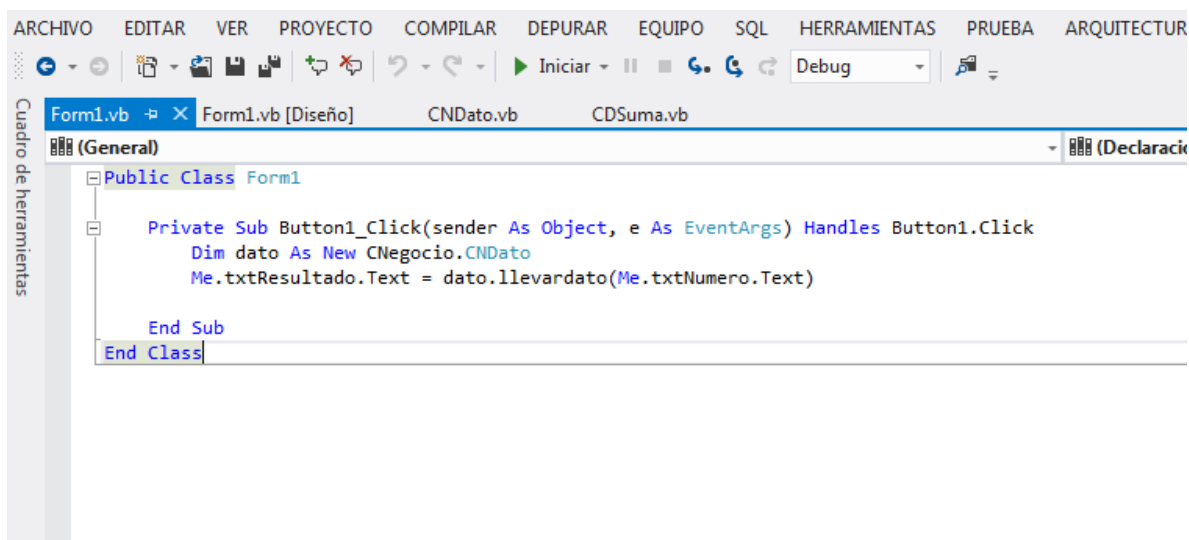 ARCHIVO EDITAR VER PROYECTO COMPILAR DEPURAR EQUIPO SQL HERRAMIENTAS PRUEBA ARQUITECTUR
Iniciar Debug
Cuadro de herramientas
Form1.vb Form1.vb [Diseño] CNDato.vb CDSuma.vb
(General) (Declaracio
Public Class Form1
Private Sub Button1_Click(sender As Object, e As EventArgs) Handles Button1.Click
Dim dato As New CNegocio.CNDato
Me.txtResultado.Text = dato.llevardato(Me.txtNumero.Text)
End Sub
End Class